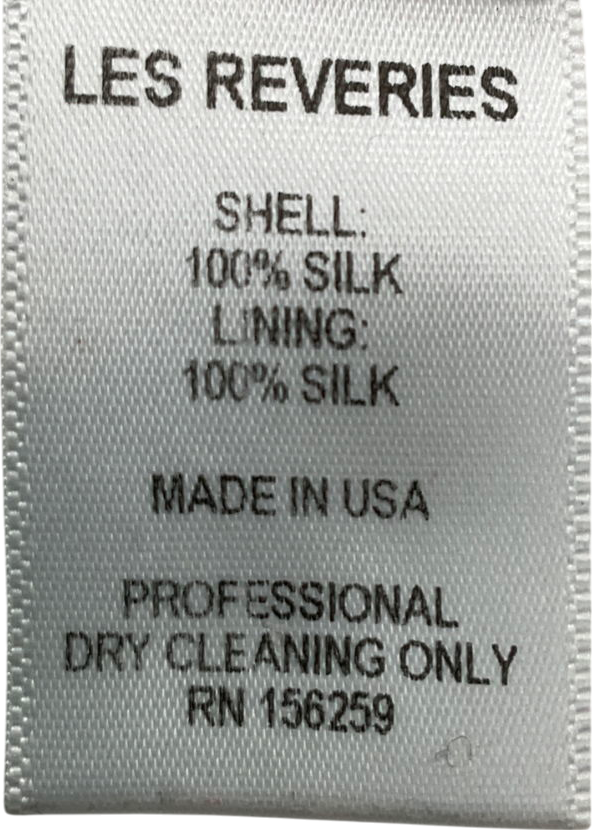 LES REVERIES
SHELL:
100% SILK
LINING:
100% SILK
MADE IN USA
PROFESSIONAL
DRY CLEANING ONLY
RN 156259